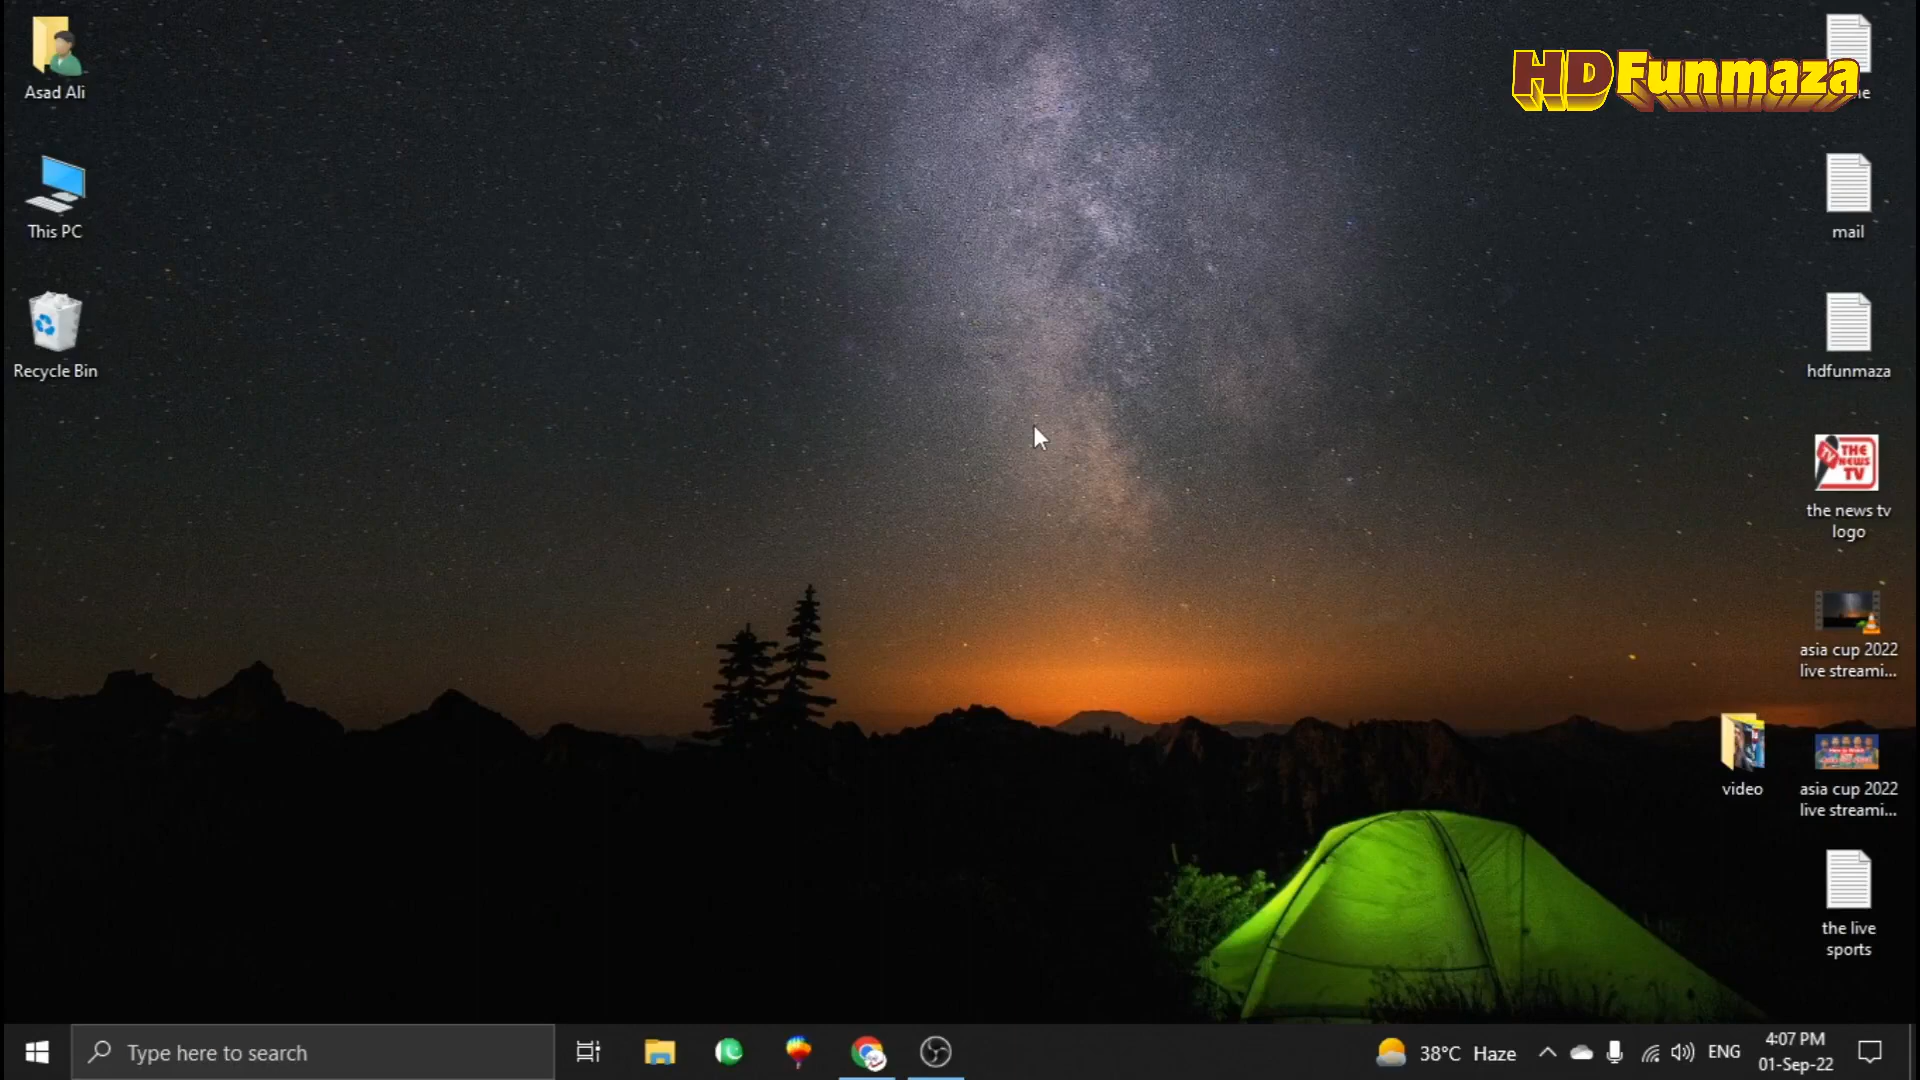 Asad Ali
This PC
Recycle Bin
HDFunmaza
mail
hdfunmaza
THE
NEWS
TV
TV
the news tv
logo
asia cup 2022
live streami...
video
asia cup 2022
live streami...
the live
sports
Type here to search
38°C Haze
ENG
4:07 PM
01-Sep-22